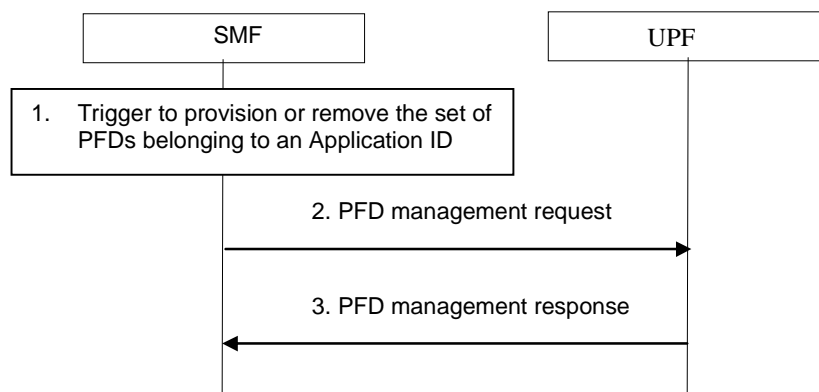 SMF
UPF
1. Trigger to provision or remove the set of
PFDs belonging to an Application ID
2. PFD management request
3. PFD management response